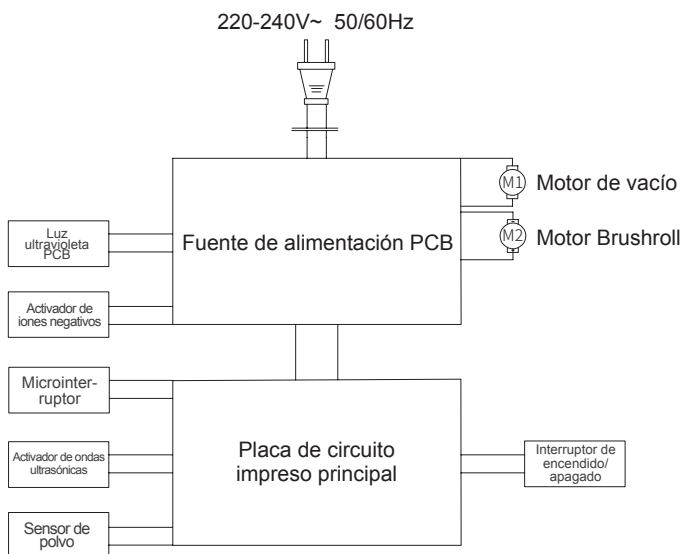 220-240V~ 50/60Hz
M1
Motor de vacío
Luz
ultravioleta
PCB
Fuente de alimentación PCB
M2
Motor Brushroll
Activador de
iones negativos
Microinter-
ruptor
Placa de circuito
impreso principal
Activador de ondas
ultrasónicas
Interruptor de
encendido/
apagado
Sensor de
polvo